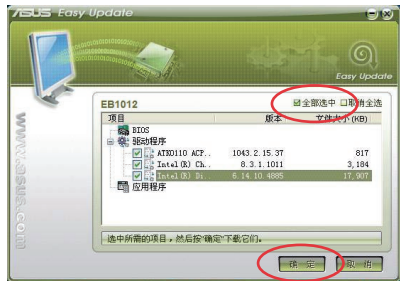 ASUS Easy Update
Easy Update
EB1012
全部选中 取消全选
项目 版本 文件大小(KB)
BIOS
驱动程序
ATK0110 ACP.. 1043.2.15.37 817
Intel(R) Ch.. 8.3.1.1011 3,184
Intel(R) Di.. 6.14.10.4885 17,907
应用程序
选中所需的项目，然后按"确定"下载它们。
确 定 取 消
WWW.ASUS.COM